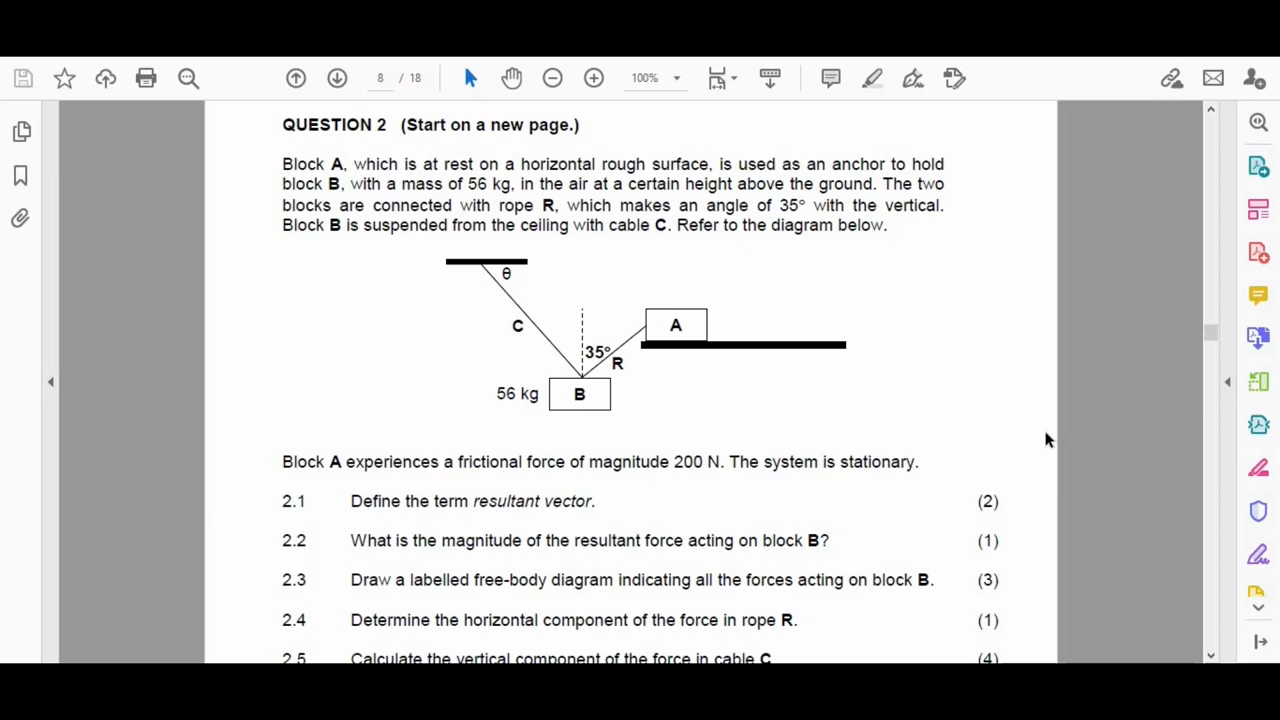 8 / 18
100%
QUESTION 2 (Start on a new page.)
Block A, which is at rest on a horizontal rough surface, is used as an anchor to hold
block B, with a mass of 56 kg, in the air at a certain height above the ground. The two
blocks are connected with rope R, which makes an angle of 35° with the vertical.
Block B is suspended from the ceiling with cable C. Refer to the diagram below.
θ
C
A
35°
R
56 kg
B
Block A experiences a frictional force of magnitude 200 N. The system is stationary.
2.1 Define the term resultant vector. (2)
2.2 What is the magnitude of the resultant force acting on block B? (1)
2.3 Draw a labelled free-body diagram indicating all the forces acting on block B. (3)
2.4 Determine the horizontal component of the force in rope R. (1)
2.5 Calculate the vertical component of the force in cable C (4)